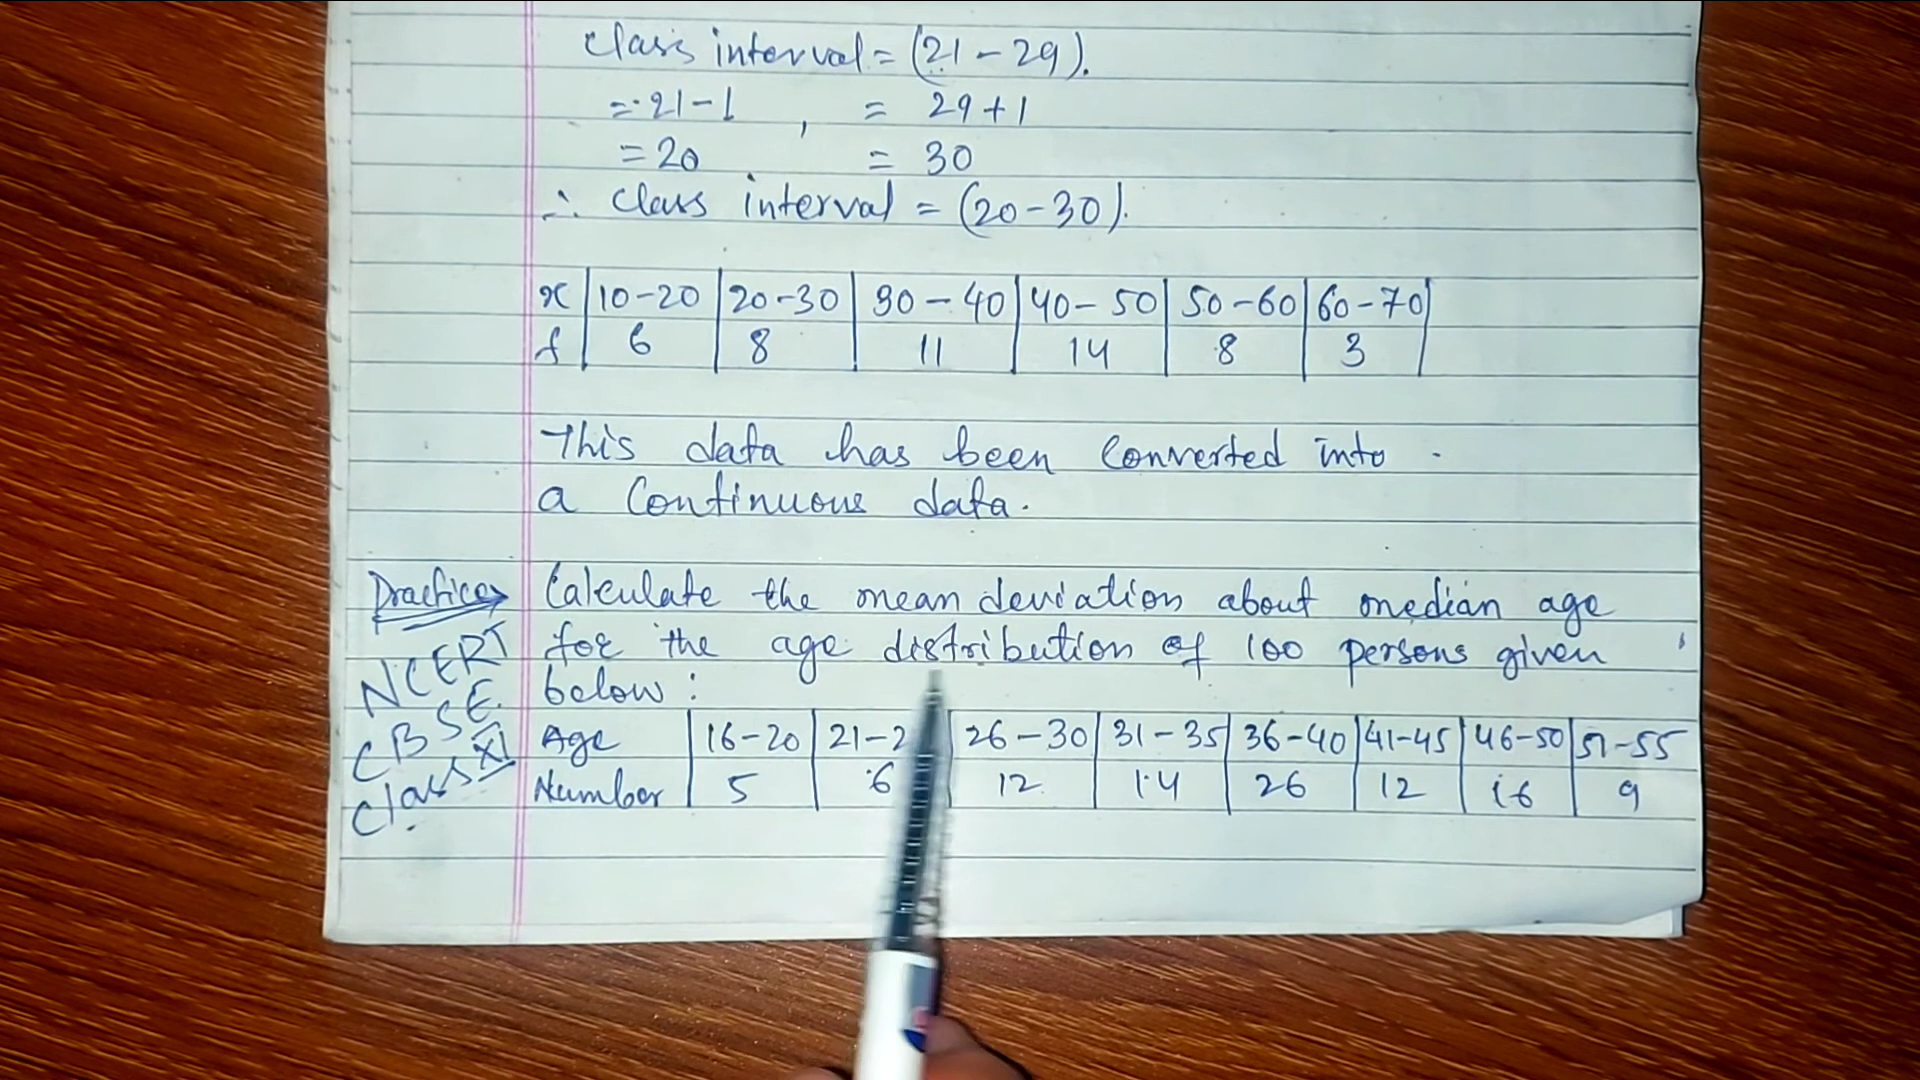 class interval = (21 - 29).
= 21 - 1 , = 29 + 1
= 20 = 30
∴ class interval = (20 - 30).
x 10-20 20-30 30-40 40-50 50-60 60-70
f 6 8 11 14 8 3
This data has been converted into
a continuous data.
Practice Calculate the mean deviation about median age
NCERT for the age distribution of 100 persons given
CBSE below :
Class XI Age 16-20 21-2 26-30 31-35 36-40 41-45 46-50 51-55
Number 5 6 12 14 26 12 16 9